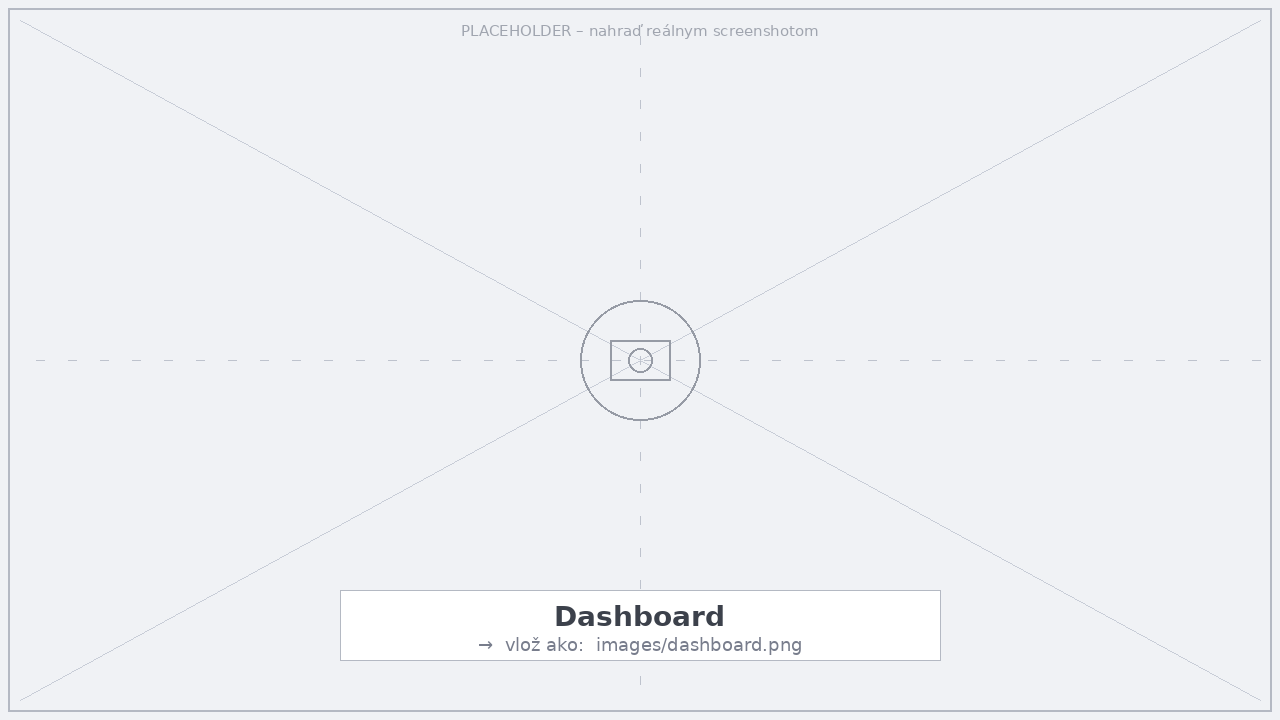 PLACEHOLDER – nahraď reálnym screenshotom
Dashboard
→ vlož ako: images/dashboard.png